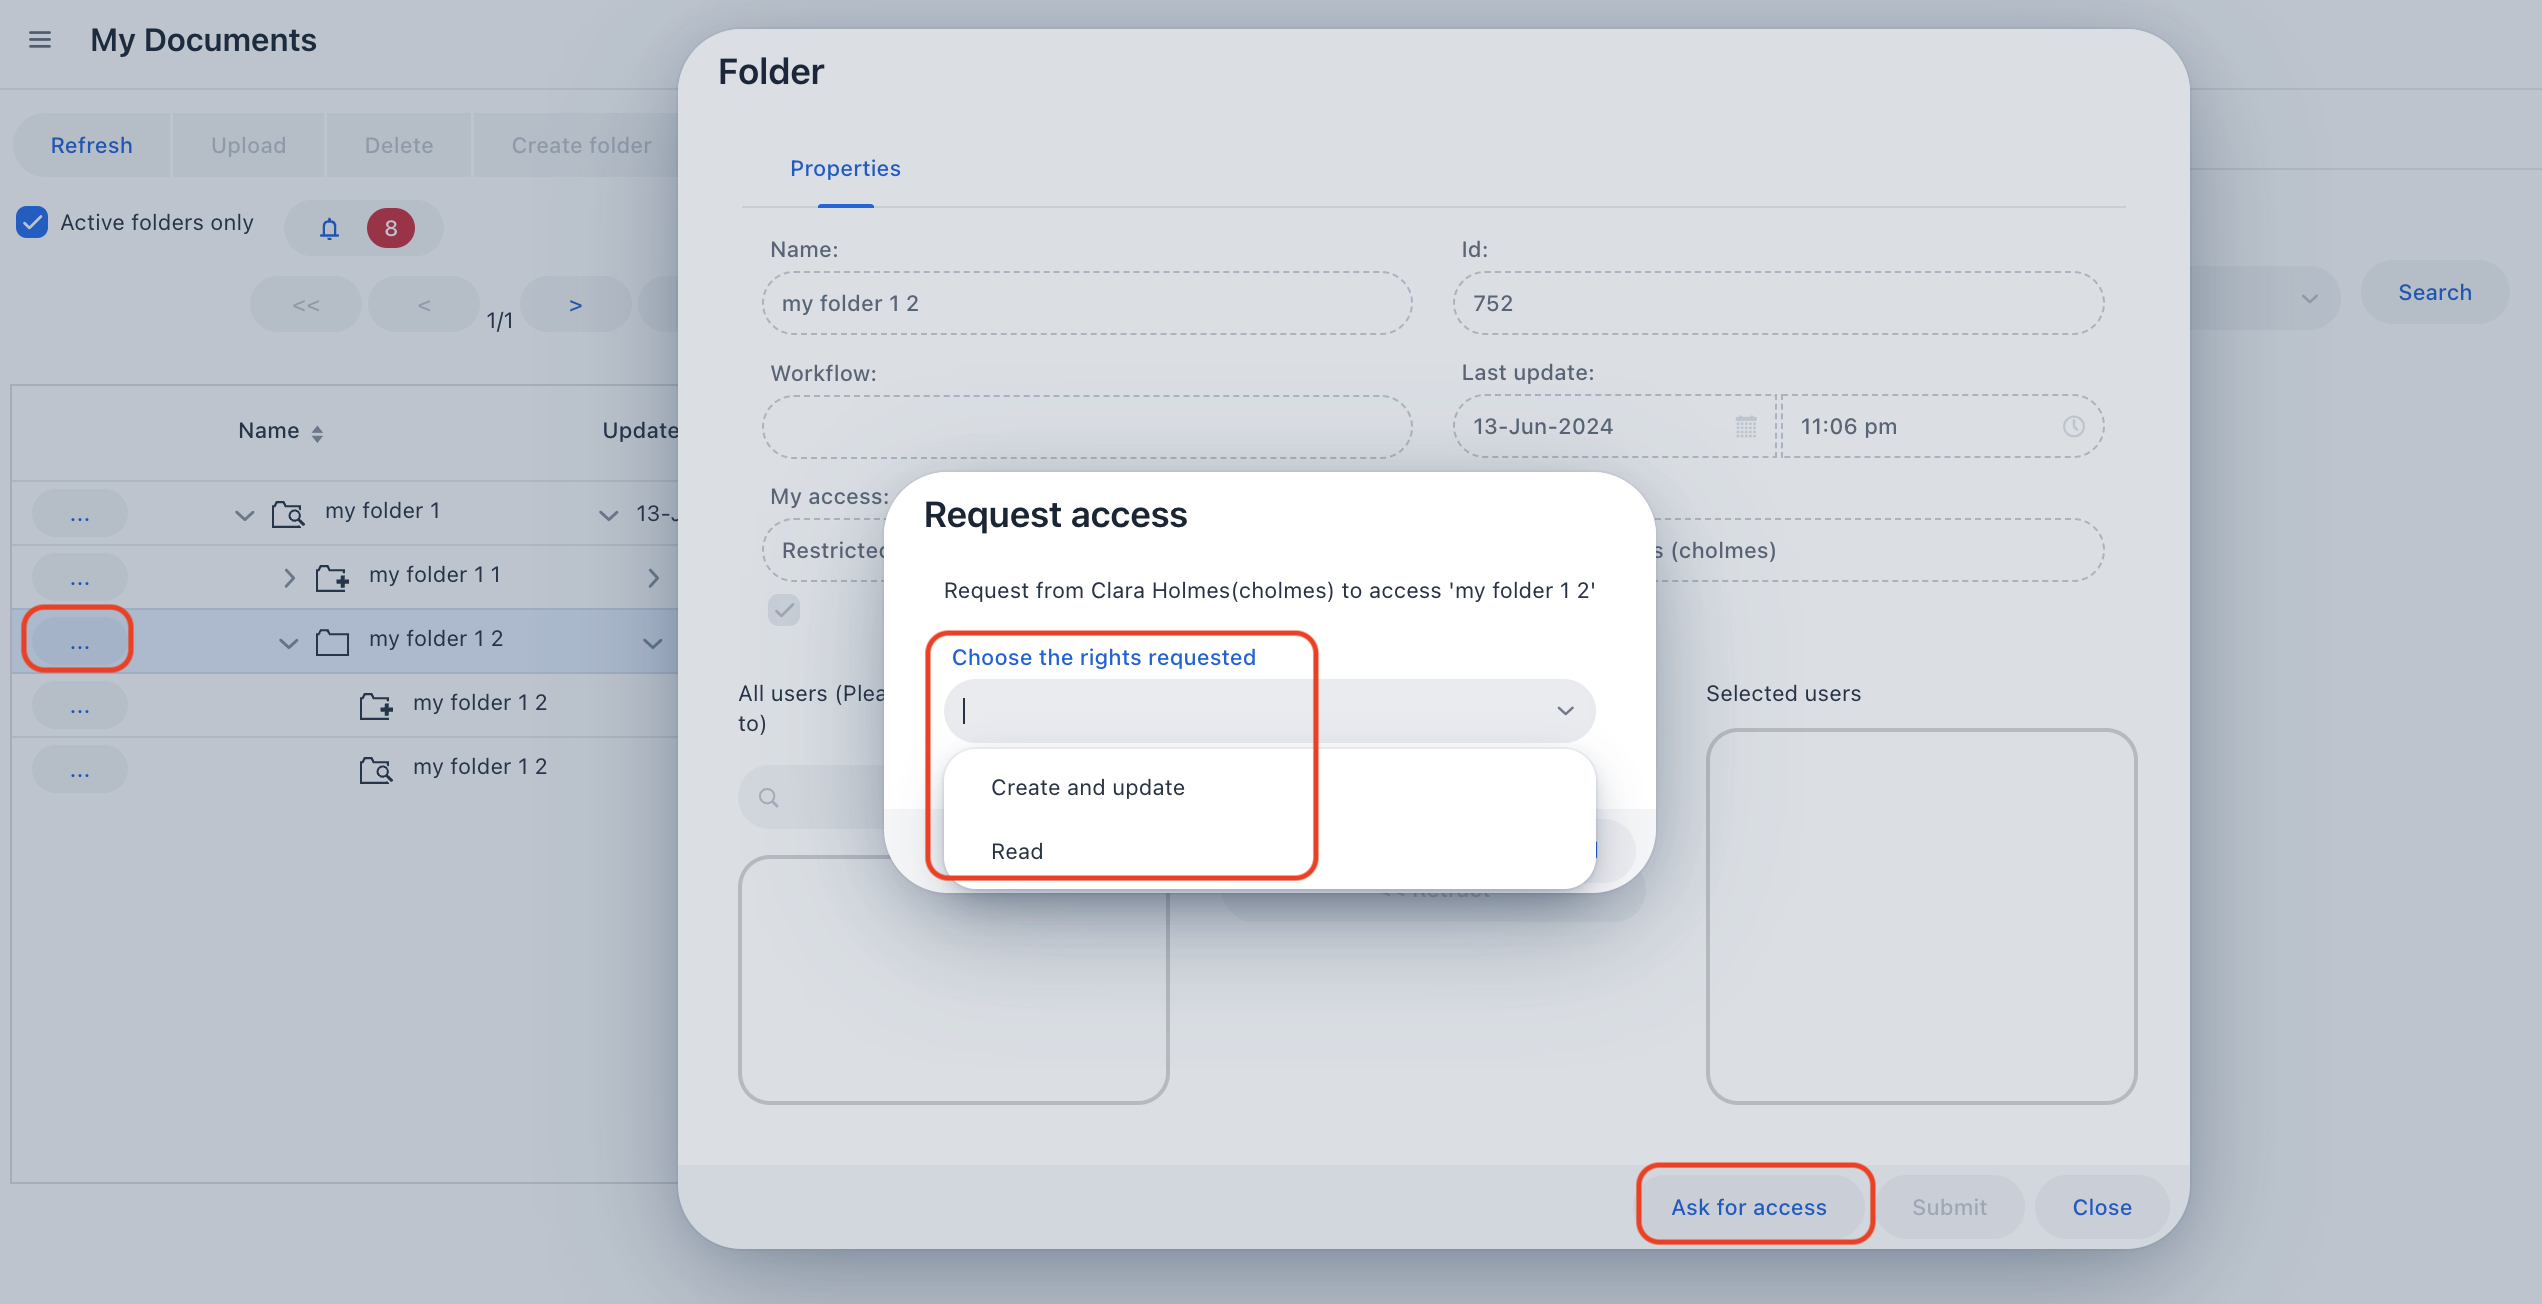 My Documents
Folder
Refresh
Upload
Delete
Create folder
Properties
Active folders only
8
<<
<
1/1
>
Search
Name:
Id:
my folder 1 2
752
Workflow:
Last update:
13-Jun-2024
11:06 pm
Name
Update
My access:
Restricted
(cholmes)
... my folder 1
... my folder 1 1
... my folder 1 2
... my folder 1 2
... my folder 1 2
Request access
Request from Clara Holmes(cholmes) to access 'my folder 1 2'
Choose the rights requested
Create and update
Read
All users
to)
Selected users
Ask for access
Submit
Close